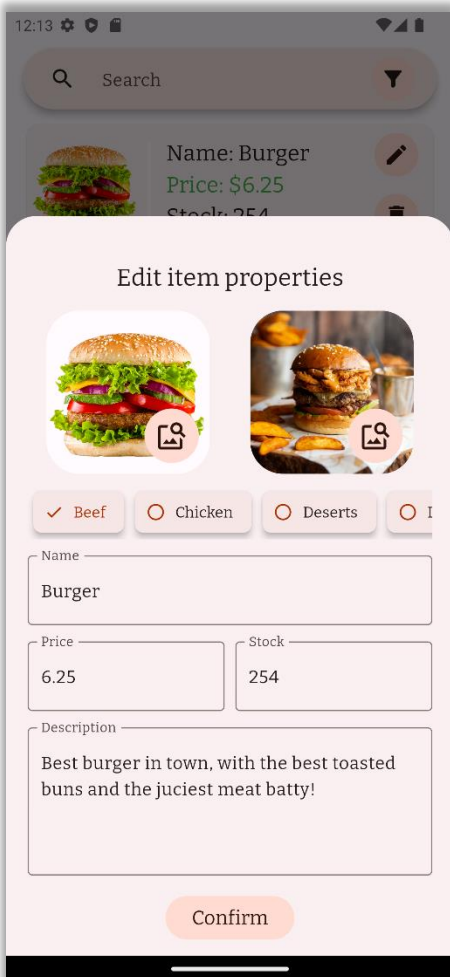 12:13
Search
Name: Burger
Price: $6.25
Stock: 254
Edit item properties
Beef
Chicken
Deserts
Name
Burger
Price
Stock
6.25
254
Description
Best burger in town, with the best toasted
buns and the juciest meat batty!
Confirm